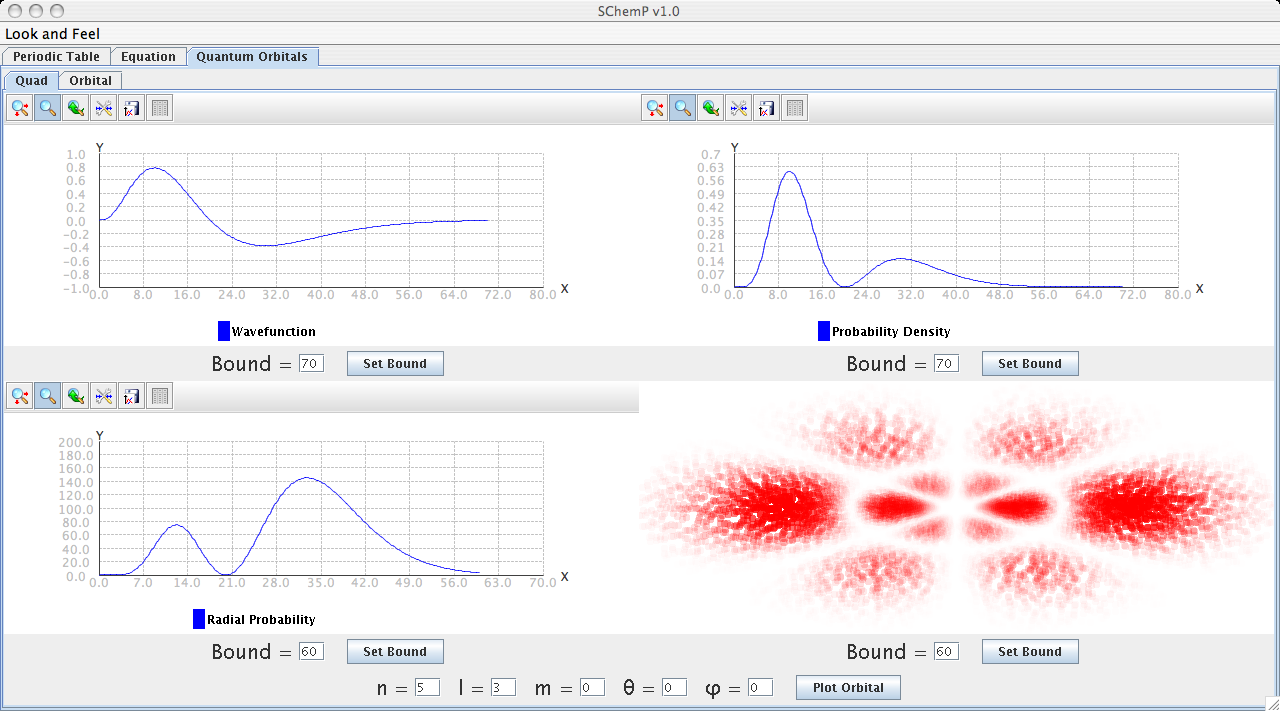 SChemP v1.0
Look and Feel
Periodic Table Equation Quantum Orbitals
Quad Orbital
Y
1.0
0.8
0.6
0.4
0.2
0.0
-0.2
-0.4
-0.6
-0.8
-1.0
0.0 8.0 16.0 24.0 32.0 40.0 48.0 56.0 64.0 72.0 80.0 X
Wavefunction
Bound = 70 Set Bound
Y
0.7
0.63
0.56
0.49
0.42
0.35
0.28
0.21
0.14
0.07
0.0
0.0 8.0 16.0 24.0 32.0 40.0 48.0 56.0 64.0 72.0 80.0 X
Probability Density
Bound = 70 Set Bound
Y
200.0
180.0
160.0
140.0
120.0
100.0
80.0
60.0
40.0
20.0
0.0
0.0 7.0 14.0 21.0 28.0 35.0 42.0 49.0 56.0 63.0 70.0 X
Radial Probability
Bound = 60 Set Bound
Bound = 60 Set Bound
n = 5 l = 3 m = 0 θ = 0 φ = 0 Plot Orbital